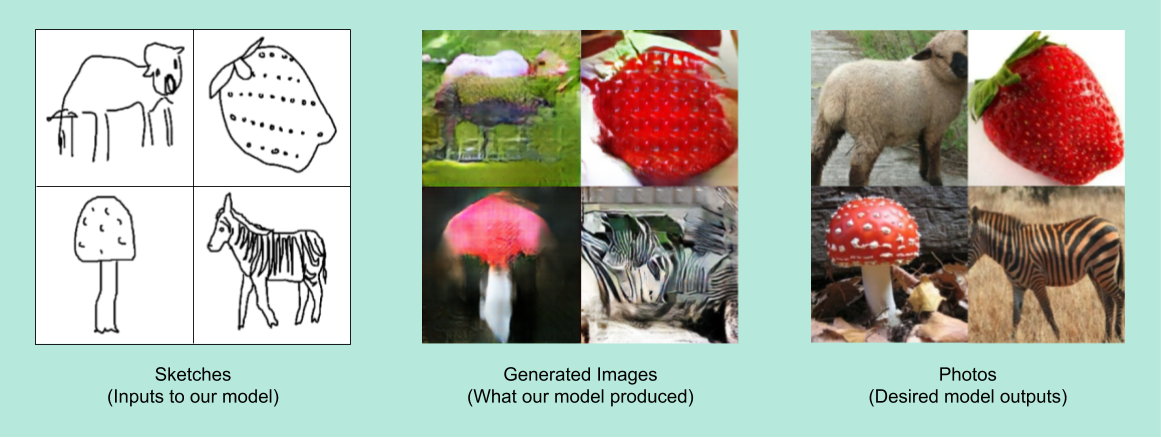 Sketches
(Inputs to our model)
Generated Images
(What our model produced)
Photos
(Desired model outputs)